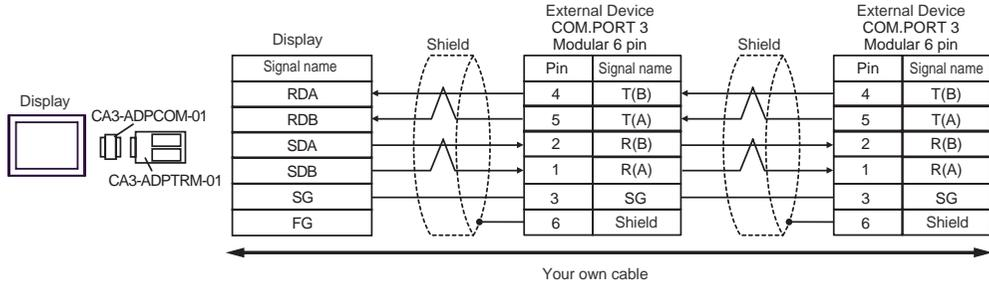 External Device
COM.PORT 3
Modular 6 pin
External Device
COM.PORT 3
Modular 6 pin
Display
Shield
Shield
Signal name
Pin Signal name
Pin Signal name
RDA 4 T(B) 4 T(B)
RDB 5 T(A) 5 T(A)
SDA 2 R(B) 2 R(B)
SDB 1 R(A) 1 R(A)
SG 3 SG 3 SG
FG 6 Shield 6 Shield
Display
CA3-ADPCOM-01
CA3-ADPTRM-01
Your own cable